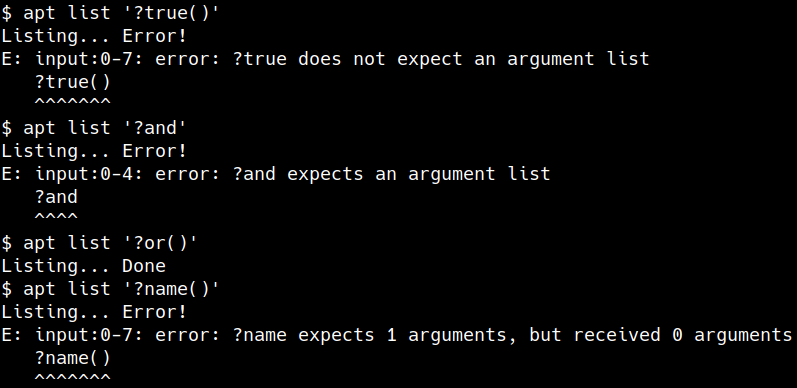 $ apt list '?true()'
Listing... Error!
E: input:0-7: error: ?true does not expect an argument list
   ?true()
   ^^^^^^^
$ apt list '?and'
Listing... Error!
E: input:0-4: error: ?and expects an argument list
   ?and
   ^^^^
$ apt list '?or()'
Listing... Done
$ apt list '?name()'
Listing... Error!
E: input:0-7: error: ?name expects 1 arguments, but received 0 arguments
   ?name()
   ^^^^^^^